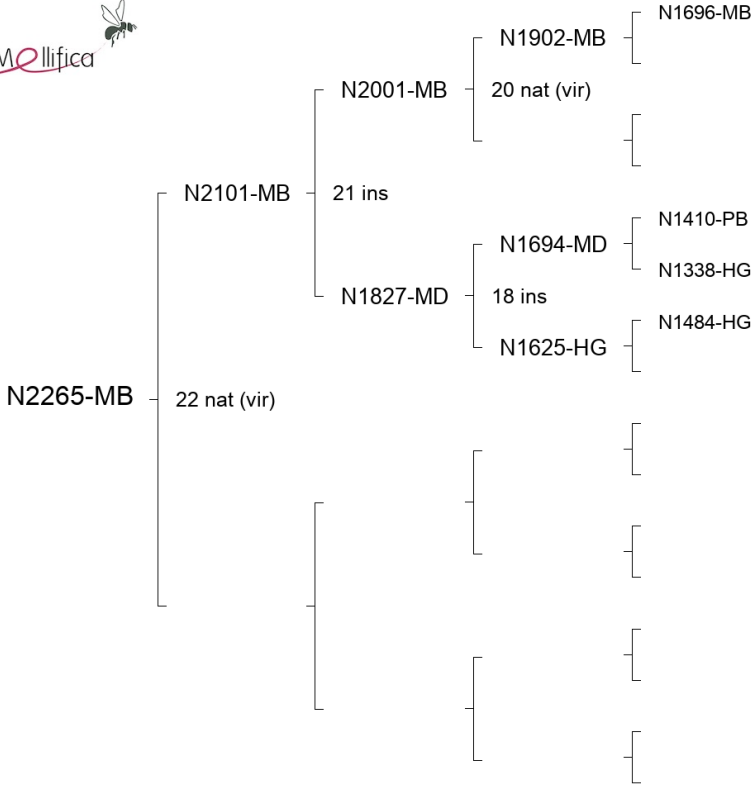 Mellifica
N1696-MB
N1902-MB
N2001-MB
20 nat (vir)
N2101-MB
21 ins
N1410-PB
N1694-MD
N1338-HG
N1827-MD
18 ins
N1484-HG
N1625-HG
N2265-MB
22 nat (vir)